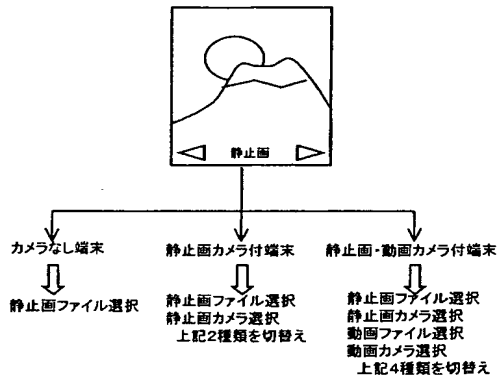 静止画
カメラなし端末
静止画ファイル選択
静止画カメラ付端末
静止画ファイル選択
静止画カメラ選択
上記2種類を切替え
静止画・動画カメラ付端末
静止画ファイル選択
静止画カメラ選択
動画ファイル選択
動画カメラ選択
上記4種類を切替え